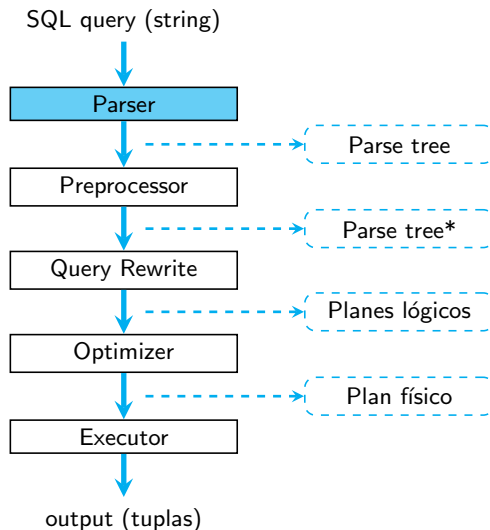 SQL query (string)
Parser
Parse tree
Preprocessor
Parse tree*
Query Rewrite
Planes lógicos
Optimizer
Plan físico
Executor
output (tuplas)